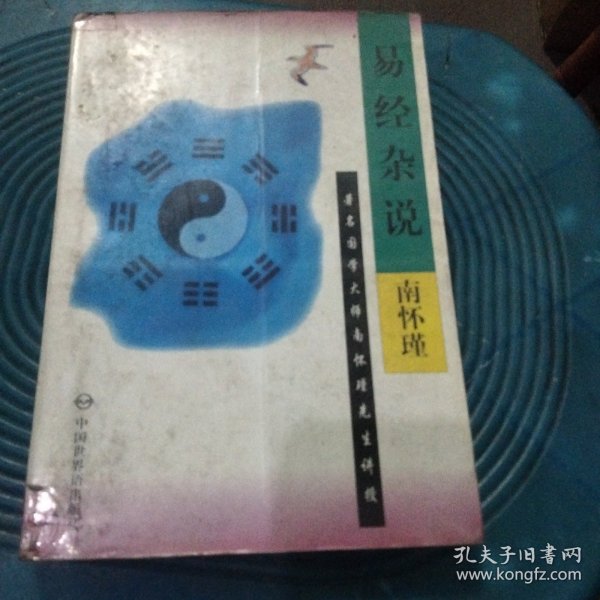 易经杂说
南怀瑾
著名国学大师南怀瑾先生讲授
中国世界语出版社
孔夫子旧书网
www.kongfz.com